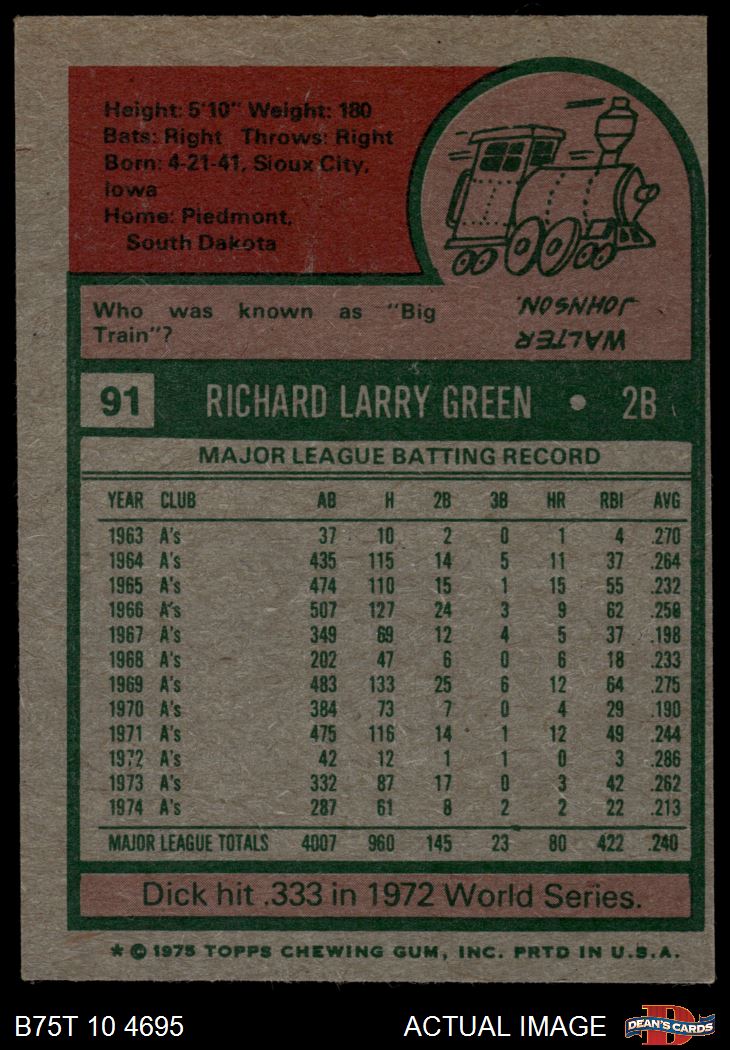 Height: 5'10" Weight: 180
Bats: Right Throws: Right
Born: 4-21-41, Sioux City,
Iowa
Home: Piedmont,
South Dakota
Who was known as "Big
Train"?
WALTER
JOHNSON.
91 RICHARD LARRY GREEN • 2B
MAJOR LEAGUE BATTING RECORD
YEAR CLUB AB H 2B 3B HR RBI AVG
1963 A's 37 10 2 0 1 4 .270
1964 A's 435 115 14 5 11 37 .264
1965 A's 474 110 15 1 15 55 .232
1966 A's 507 127 24 3 9 62 .250
1967 A's 349 69 12 4 5 37 .198
1968 A's 202 47 6 0 6 18 .233
1969 A's 483 133 25 6 12 64 .275
1970 A's 384 73 7 0 4 29 .190
1971 A's 475 116 14 1 12 49 .244
1972 A's 42 12 1 1 0 3 .286
1973 A's 332 87 17 0 3 42 .262
1974 A's 287 61 8 2 2 22 .213
MAJOR LEAGUE TOTALS 4007 960 145 23 80 422 .240
Dick hit .333 in 1972 World Series.
* © 1975 TOPPS CHEWING GUM, INC. PRTD IN U.S.A.
B75T 10 4695 ACTUAL IMAGE D DEAN'S CARDS